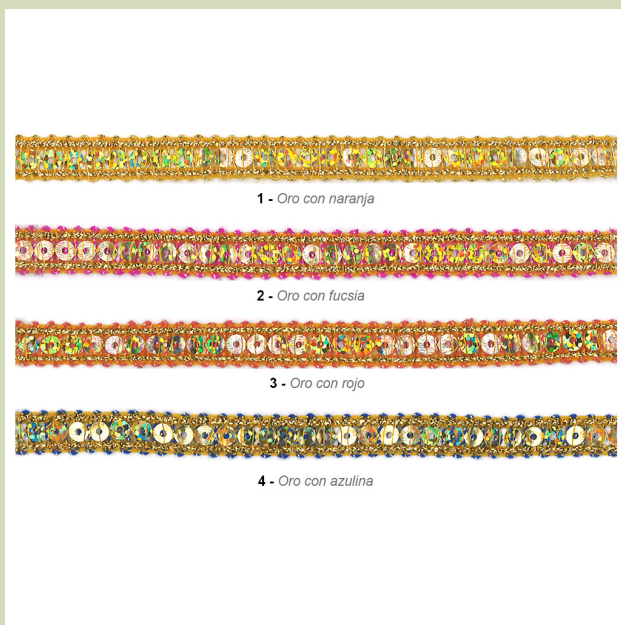 1 - Oro con naranja
2 - Oro con fucsia
3 - Oro con rojo
4 - Oro con azulina